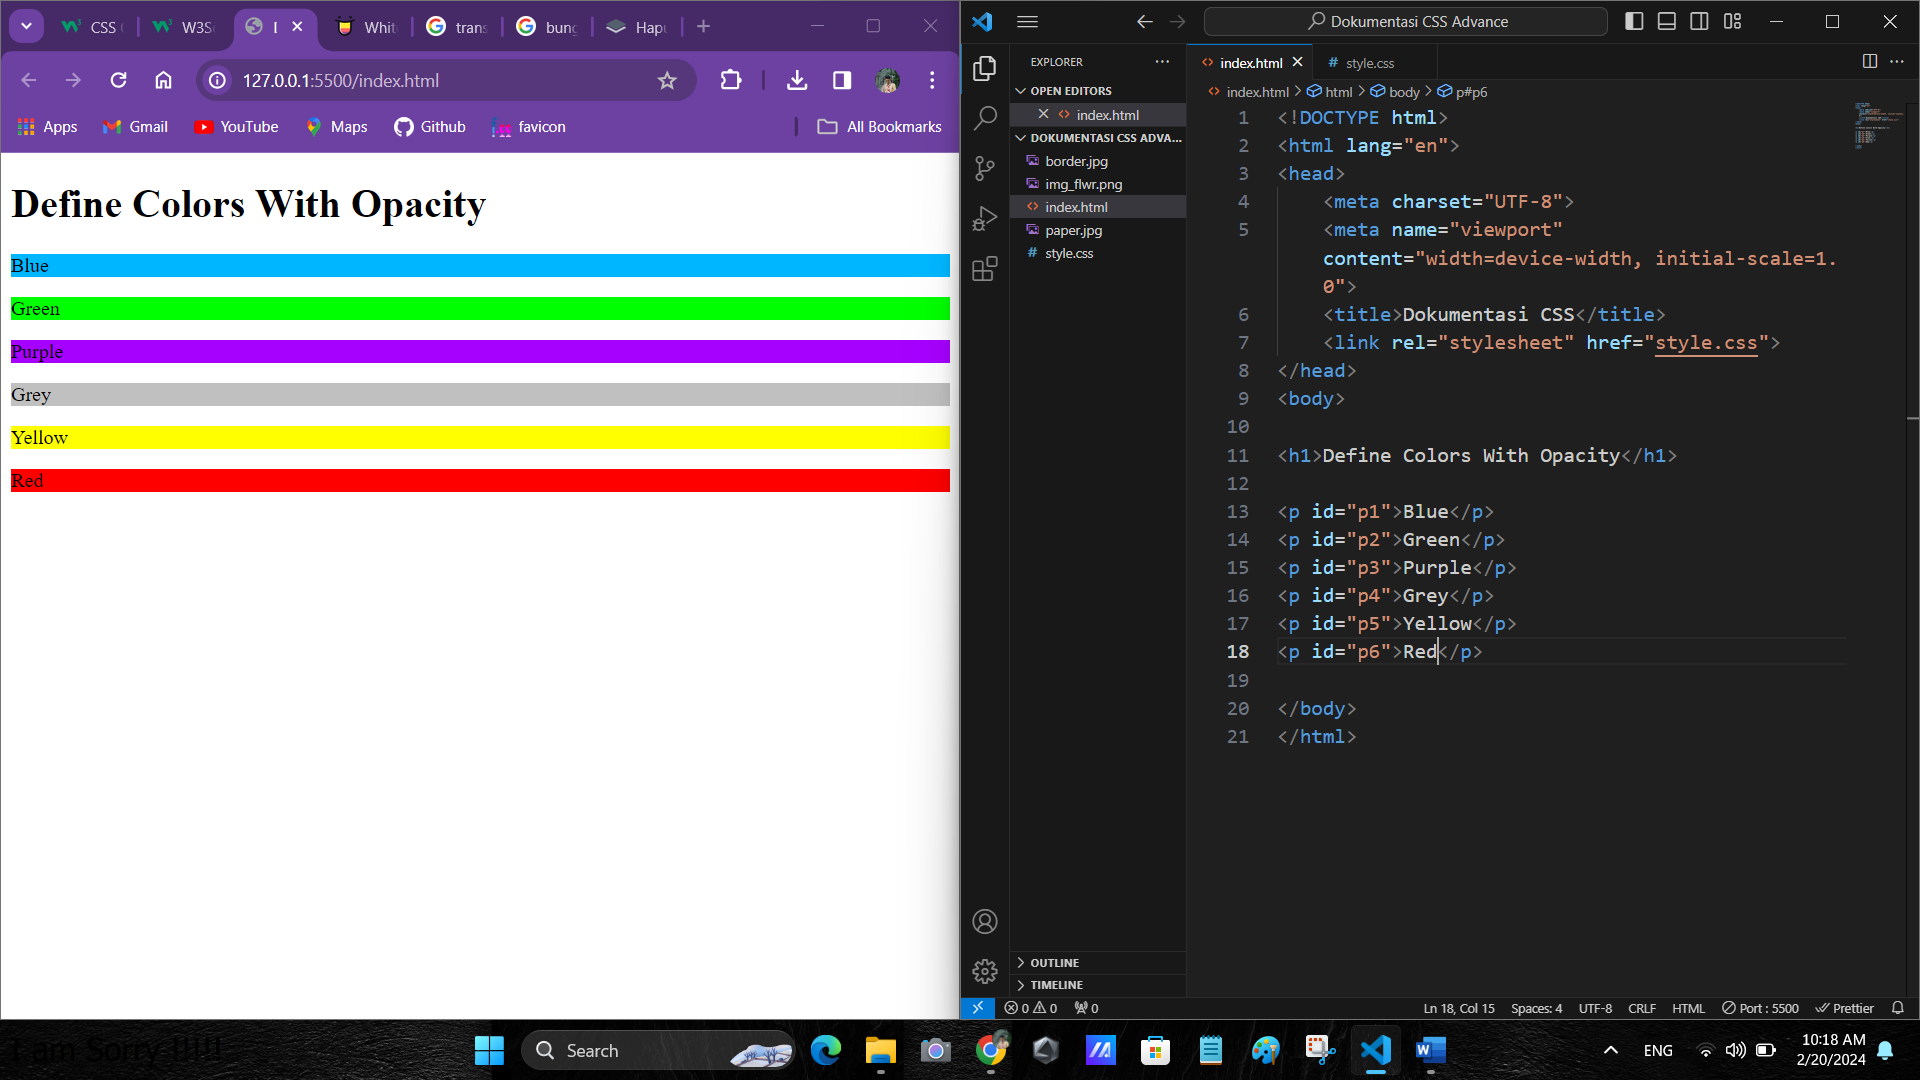 CSS
W3S
Whit
trans
bung
Hapu
127.0.0.1:5500/index.html
Apps
Gmail
YouTube
Maps
Github
favicon
All Bookmarks
Define Colors With Opacity
Blue
Green
Purple
Grey
Yellow
Red
Dokumentasi CSS Advance
EXPLORER
OPEN EDITORS
index.html
DOKUMENTASI CSS ADVA...
border.jpg
img_flwr.png
index.html
paper.jpg
style.css
OUTLINE
TIMELINE
index.html
style.css
index.html > html > body > p#p6
1 <!DOCTYPE html>
2 <html lang="en">
3 <head>
4 <meta charset="UTF-8">
5 <meta name="viewport"
content="width=device-width, initial-scale=1.
0">
6 <title>Dokumentasi CSS</title>
7 <link rel="stylesheet" href="style.css">
8 </head>
9 <body>
10
11 <h1>Define Colors With Opacity</h1>
12
13 <p id="p1">Blue</p>
14 <p id="p2">Green</p>
15 <p id="p3">Purple</p>
16 <p id="p4">Grey</p>
17 <p id="p5">Yellow</p>
18 <p id="p6">Red</p>
19
20 </body>
21 </html>
0 0 0
Ln 18, Col 15
Spaces: 4
UTF-8
CRLF
HTML
Port : 5500
Prettier
Search
ENG
10:18 AM
2/20/2024